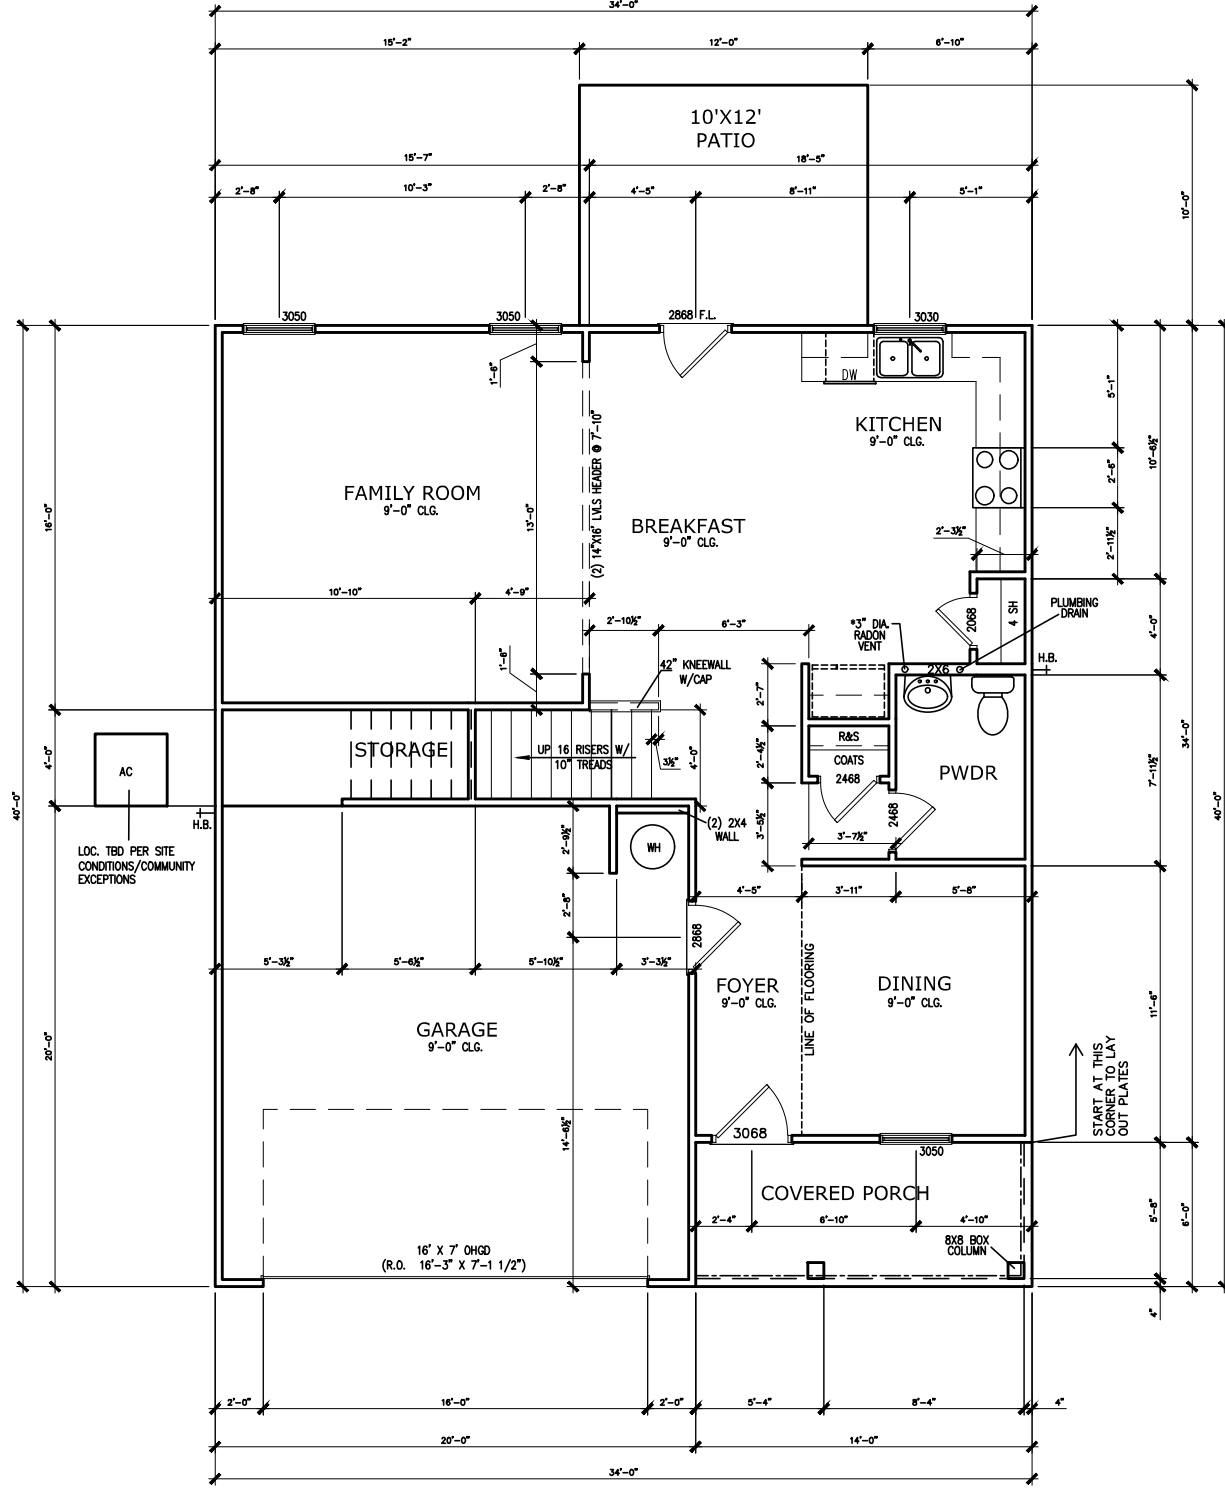 34'-0"
15'-2"
12'-0"
6'-10"
10'X12'
PATIO
15'-7"
18'-5"
2'-8"
10'-3"
2'-8"
4'-5"
8'-11"
5'-1"
10'-0"
3050
3050
2868 F.L.
3030
1'-6"
DW
KITCHEN
9'-0" CLG.
5'-1"
10'-6½"
2'-6"
2'-11½"
(2) 14"X16' LVLS HEADER @ 7'-10"
FAMILY ROOM
9'-0" CLG.
13'-0"
16'-0"
BREAKFAST
9'-0" CLG.
2'-3½"
10'-10"
4'-9"
2'-10½"
6'-3"
*3" DIA.
RADON
VENT
2068
4 SH
PLUMBING
DRAIN
4'-0"
1'-6"
42" KNEEWALL
W/CAP
2X6
H.B.
2'-7"
STORAGE
UP 16 RISERS W/
10" TREADS
3½"
4'-0"
R&S
COATS
2468
2'-4½"
PWDR
7'-11½"
34'-0"
4'-0"
AC
40'-0"
40'-0"
H.B.
LOC. TBD PER SITE
CONDITIONS/COMMUNITY
EXCEPTIONS
2'-9½"
WH
(2) 2X4
WALL
3'-5½"
2468
3'-7½"
4'-5"
3'-11"
5'-8"
2'-8"
2868
5'-3½"
5'-6½"
5'-10½"
3'-3½"
FOYER
9'-0" CLG.
LINE OF FLOORING
DINING
9'-0" CLG.
11'-6"
GARAGE
9'-0" CLG.
20'-0"
START AT THIS
CORNER TO LAY
OUT PLATES
14'-6½"
3068
3050
COVERED PORCH
2'-4"
6'-10"
4'-10"
5'-8"
6'-0"
8X8 BOX
COLUMN
16' X 7' OHGD
(R.O. 16'-3" X 7'-1 1/2")
4"
2'-0"
16'-0"
2'-0"
5'-4"
8'-4"
4"
20'-0"
14'-0"
34'-0"